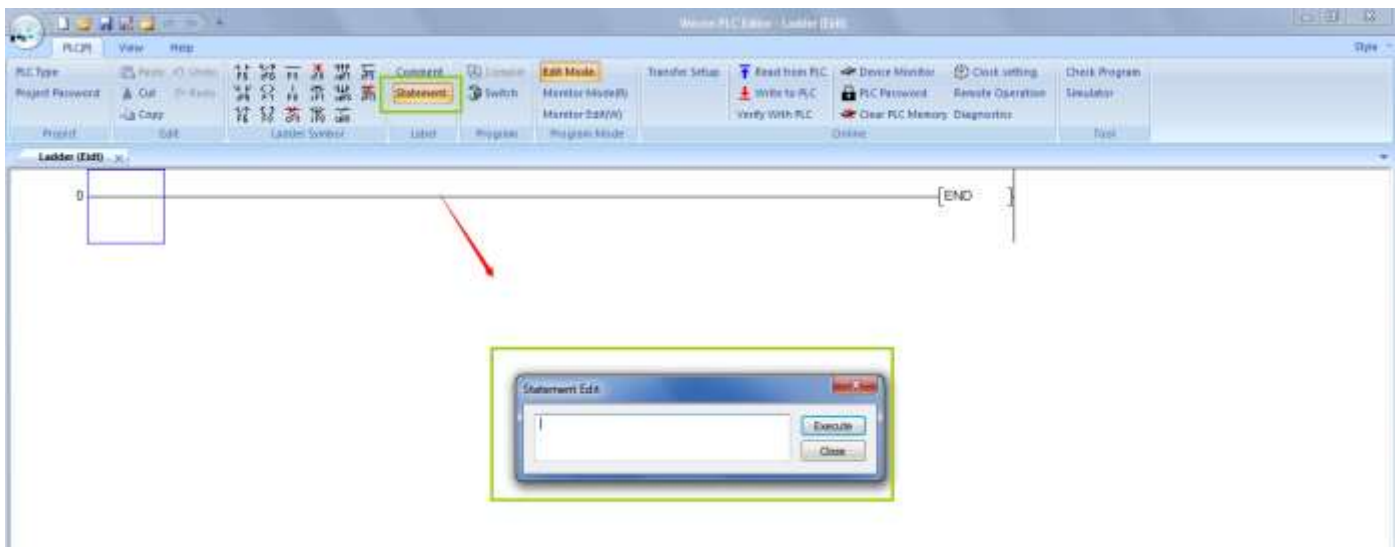 Wecon PLC Editor - Ladder (Edit)
PLC(P) View Help Style
PLC Type
Project Password
Project
Paste Undo
Cut Redo
Copy
Edit
Ladder Symbol
Comment
Statement
Label
Compile
Switch
Program
Edit Mode
Monitor Mode(R)
Monitor Edit(W)
Program Mode
Transfer Setup
Read from PLC
Write to PLC
Verify With PLC
Device Monitor
PLC Password
Clear PLC Memory
Clock setting
Remote Operation
Diagnostics
Online
Check Program
Simulator
Tool
Ladder (Eidt)
0
[END ]
Statement Edit
Execute
Close